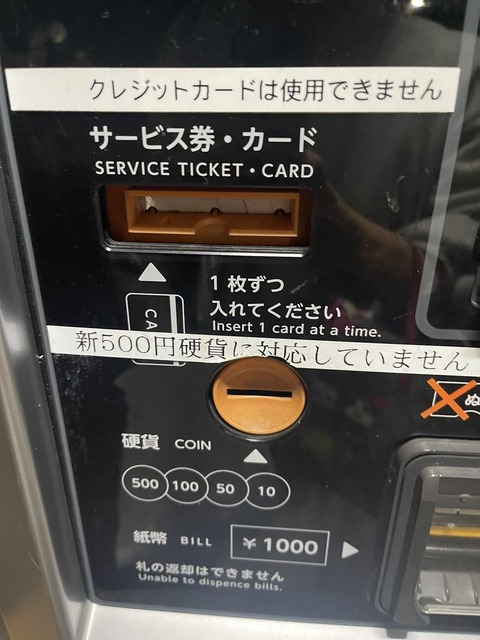 クレジットカードは使用できません
サービス券・カード
SERVICE TICKET・CARD
1枚ずつ
入れてください
Insert 1 card at a time.
CA
新500円硬貨に対応していません
硬貨 COIN
500 100 50 10
ぬ
紙幣 BILL ¥1000
札の返却はできません
Unable to dispence bills.